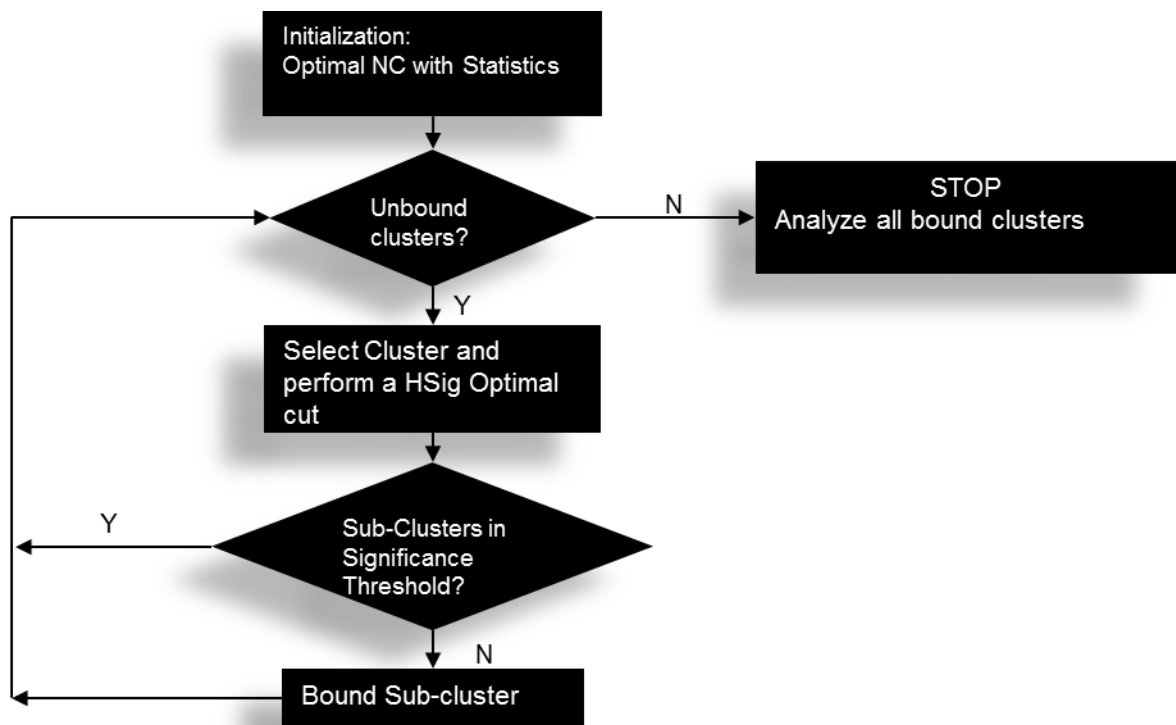 Initialization:
Optimal NC with Statistics
Unbound
clusters?
N
STOP
Analyze all bound clusters
Y
Select Cluster and
perform a HSig Optimal
cut
Y
Sub-Clusters in
Significance
Threshold?
N
Bound Sub-cluster